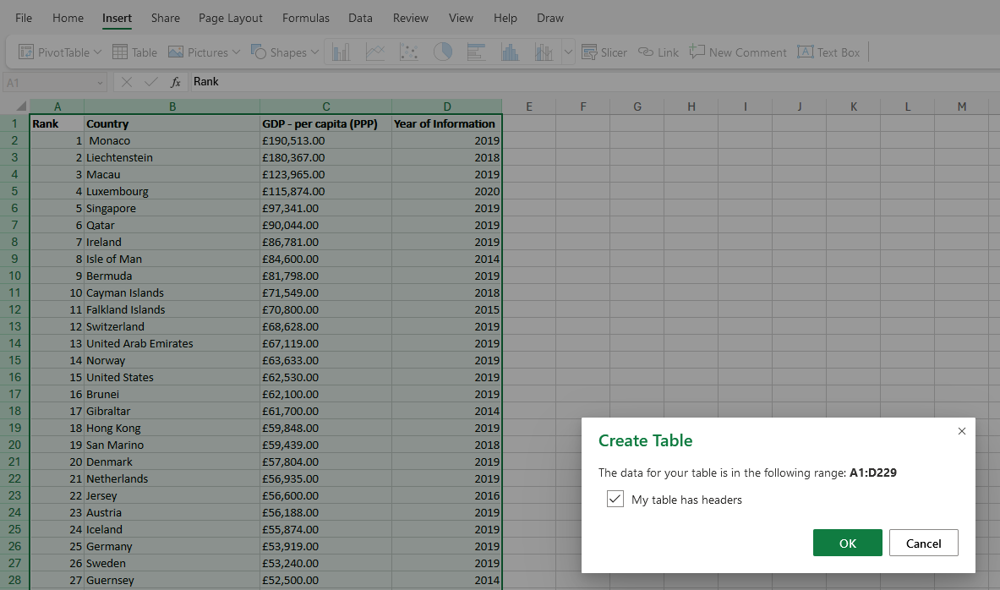 File Home Insert Share Page Layout Formulas Data Review View Help Draw
PivotTable Table Pictures Shapes Slicer Link New Comment A Text Box
A1 fx Rank
A B C D E F G H I J K L M
1 Rank Country GDP - per capita (PPP) Year of Information
2 1 Monaco £190,513.00 2019
3 2 Liechtenstein £180,367.00 2018
4 3 Macau £123,965.00 2019
5 4 Luxembourg £115,874.00 2020
6 5 Singapore £97,341.00 2019
7 6 Qatar £90,044.00 2019
8 7 Ireland £86,781.00 2019
9 8 Isle of Man £84,600.00 2014
10 9 Bermuda £81,798.00 2019
11 10 Cayman Islands £71,549.00 2018
12 11 Falkland Islands £70,800.00 2015
13 12 Switzerland £68,628.00 2019
14 13 United Arab Emirates £67,119.00 2019
15 14 Norway £63,633.00 2019
16 15 United States £62,530.00 2019
17 16 Brunei £62,100.00 2019
18 17 Gibraltar £61,700.00 2014
19 18 Hong Kong £59,848.00 2019
20 19 San Marino £59,439.00 2018
21 20 Denmark £57,804.00 2019
22 21 Netherlands £56,935.00 2019
23 22 Jersey £56,600.00 2016
24 23 Austria £56,188.00 2019
25 24 Iceland £55,874.00 2019
26 25 Germany £53,919.00 2019
27 26 Sweden £53,240.00 2019
28 27 Guernsey £52,500.00 2014
Create Table
The data for your table is in the following range: A1:D229
My table has headers
OK Cancel